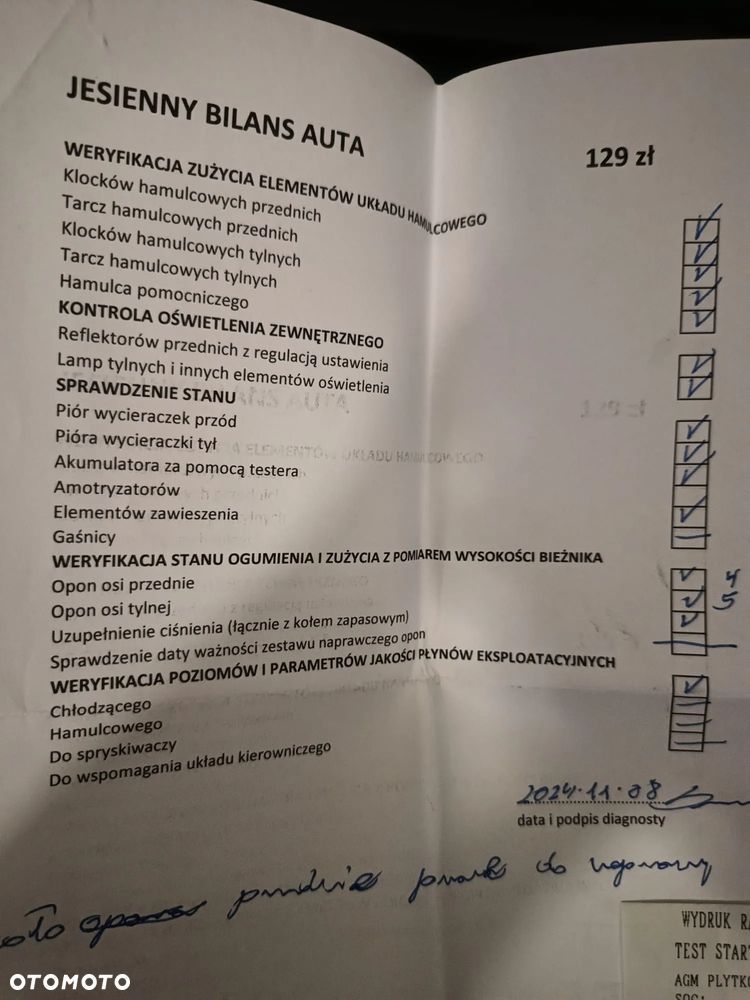 JESIENNY BILANS AUTA
129 zł
WERYFIKACJA ZUŻYCIA ELEMENTÓW UKŁADU HAMULCOWEGO
Klocków hamulcowych przednich
Tarcz hamulcowych przednich
Klocków hamulcowych tylnych
Tarcz hamulcowych tylnych
Hamulca pomocniczego
KONTROLA OŚWIETLENIA ZEWNĘTRZNEGO
Reflektorów przednich z regulacją ustawienia
Lamp tylnych i innych elementów oświetlenia
SPRAWDZENIE STANU
Piór wycieraczek przód
Pióra wycieraczki tył
Akumulatora za pomocą testera
Amotryzatorów
Elementów zawieszenia
Gaśnicy
WERYFIKACJA STANU OGUMIENIA I ZUŻYCIA Z POMIAREM WYSOKOŚCI BIEŻNIKA
Opon osi przednie 4
Opon osi tylnej 5
Uzupełnienie ciśnienia (łącznie z kołem zapasowym)
Sprawdzenie daty ważności zestawu naprawczego opon
WERYFIKACJA POZIOMÓW I PARAMETRÓW JAKOŚCI PŁYNÓW EKSPLOATACYJNYCH
Chłodzącego
Hamulcowego
Do spryskiwaczy
Do wspomagania układu kierowniczego
2024.11.08
data i podpis diagnosty
do
WYDRUK
TEST START
AGM
OTOMOTO